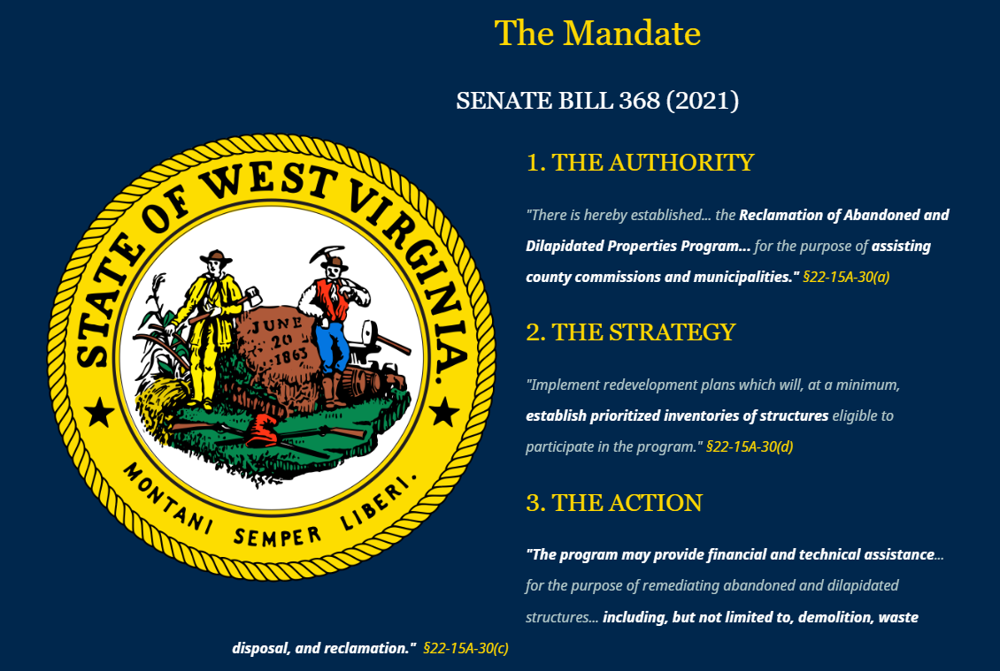 The Mandate
SENATE BILL 368 (2021)
STATE OF WEST VIRGINIA.
JUNE
20
1863
MONTANI SEMPER LIBERI.
1. THE AUTHORITY
"There is hereby established... the Reclamation of Abandoned and
Dilapidated Properties Program... for the purpose of assisting
county commissions and municipalities." §22-15A-30(a)
2. THE STRATEGY
"Implement redevelopment plans which will, at a minimum,
establish prioritized inventories of structures eligible to
participate in the program." §22-15A-30(d)
3. THE ACTION
"The program may provide financial and technical assistance...
for the purpose of remediating abandoned and dilapidated
structures... including, but not limited to, demolition, waste
disposal, and reclamation." §22-15A-30(c)